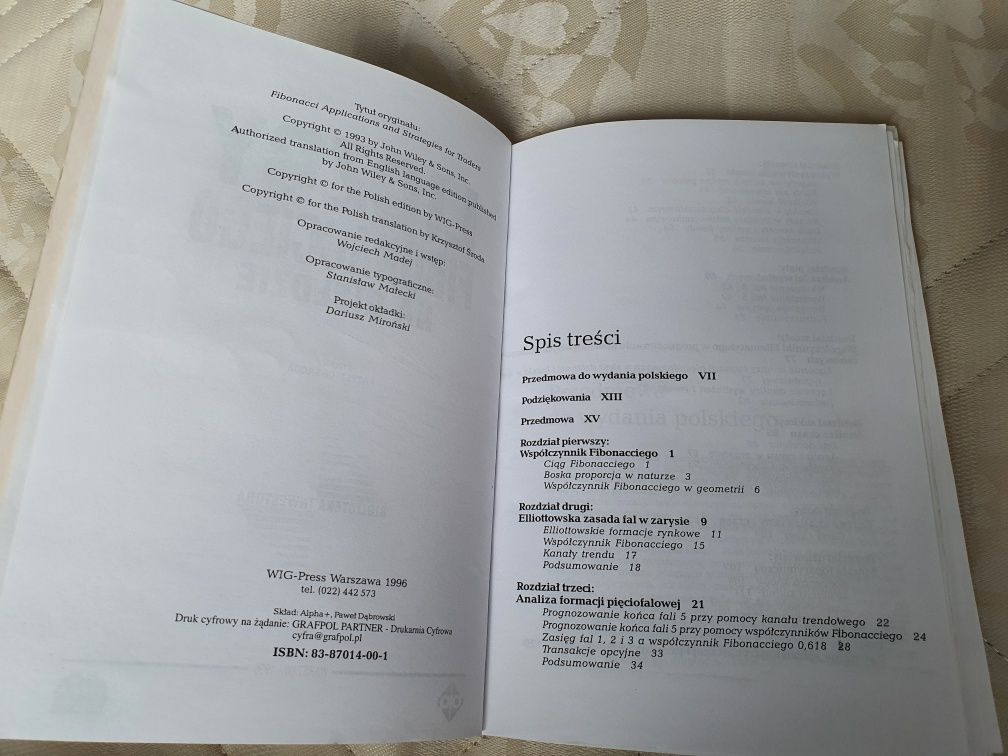 Tytuł oryginału:
Fibonacci Applications and Strategies for Traders
Copyright © 1993 by John Wiley & Sons, Inc.
All Rights Reserved.
Authorized translation from English language edition published
by John Wiley & Sons, Inc.
Copyright © for the Polish edition by WIG-Press
Copyright © for the Polish translation by Krzysztof Środa
Opracowanie redakcyjne i wstęp:
Wojciech Madej
Opracowanie typograficzne:
Stanisław Małecki
Projekt okładki:
Dariusz Miroński
WIG-Press Warszawa 1996
tel. (022) 442 573
Skład: Alpha+, Paweł Dąbrowski
Druk cyfrowy na żądanie: GRAFPOL PARTNER - Drukarnia Cyfrowa
cyfra@grafpol.pl
ISBN: 83-87014-00-1
Spis treści
Przedmowa do wydania polskiego VII
Podziękowania XIII
Przedmowa XV
Rozdział pierwszy:
Współczynnik Fibonacciego 1
Ciąg Fibonacciego 1
Boska proporcja w naturze 3
Współczynnik Fibonacciego w geometrii 6
Rozdział drugi:
Elliottowska zasada fal w zarysie 9
Elliottowskie formacje rynkowe 11
Współczynnik Fibonacciego 15
Kanały trendu 17
Podsumowanie 18
Rozdział trzeci:
Analiza formacji pięciofalowej 21
Prognozowanie końca fali 5 przy pomocy kanału trendowego 22
Prognozowanie końca fali 5 przy pomocy współczynników Fibonacciego 24
Zasięg fal 1, 2 i 3 a współczynnik Fibonacciego 0,618 28
Transakcje opcyjne 33
Podsumowanie 34